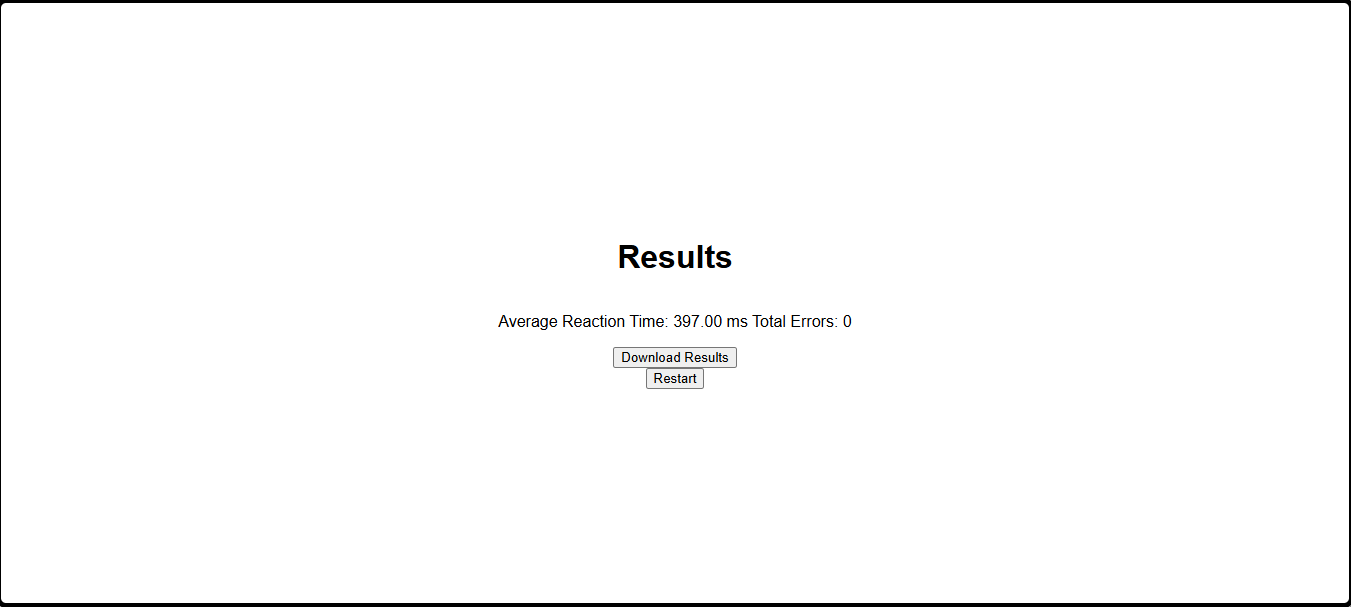 Results
Average Reaction Time: 397.00 ms Total Errors: 0
Download Results
Restart